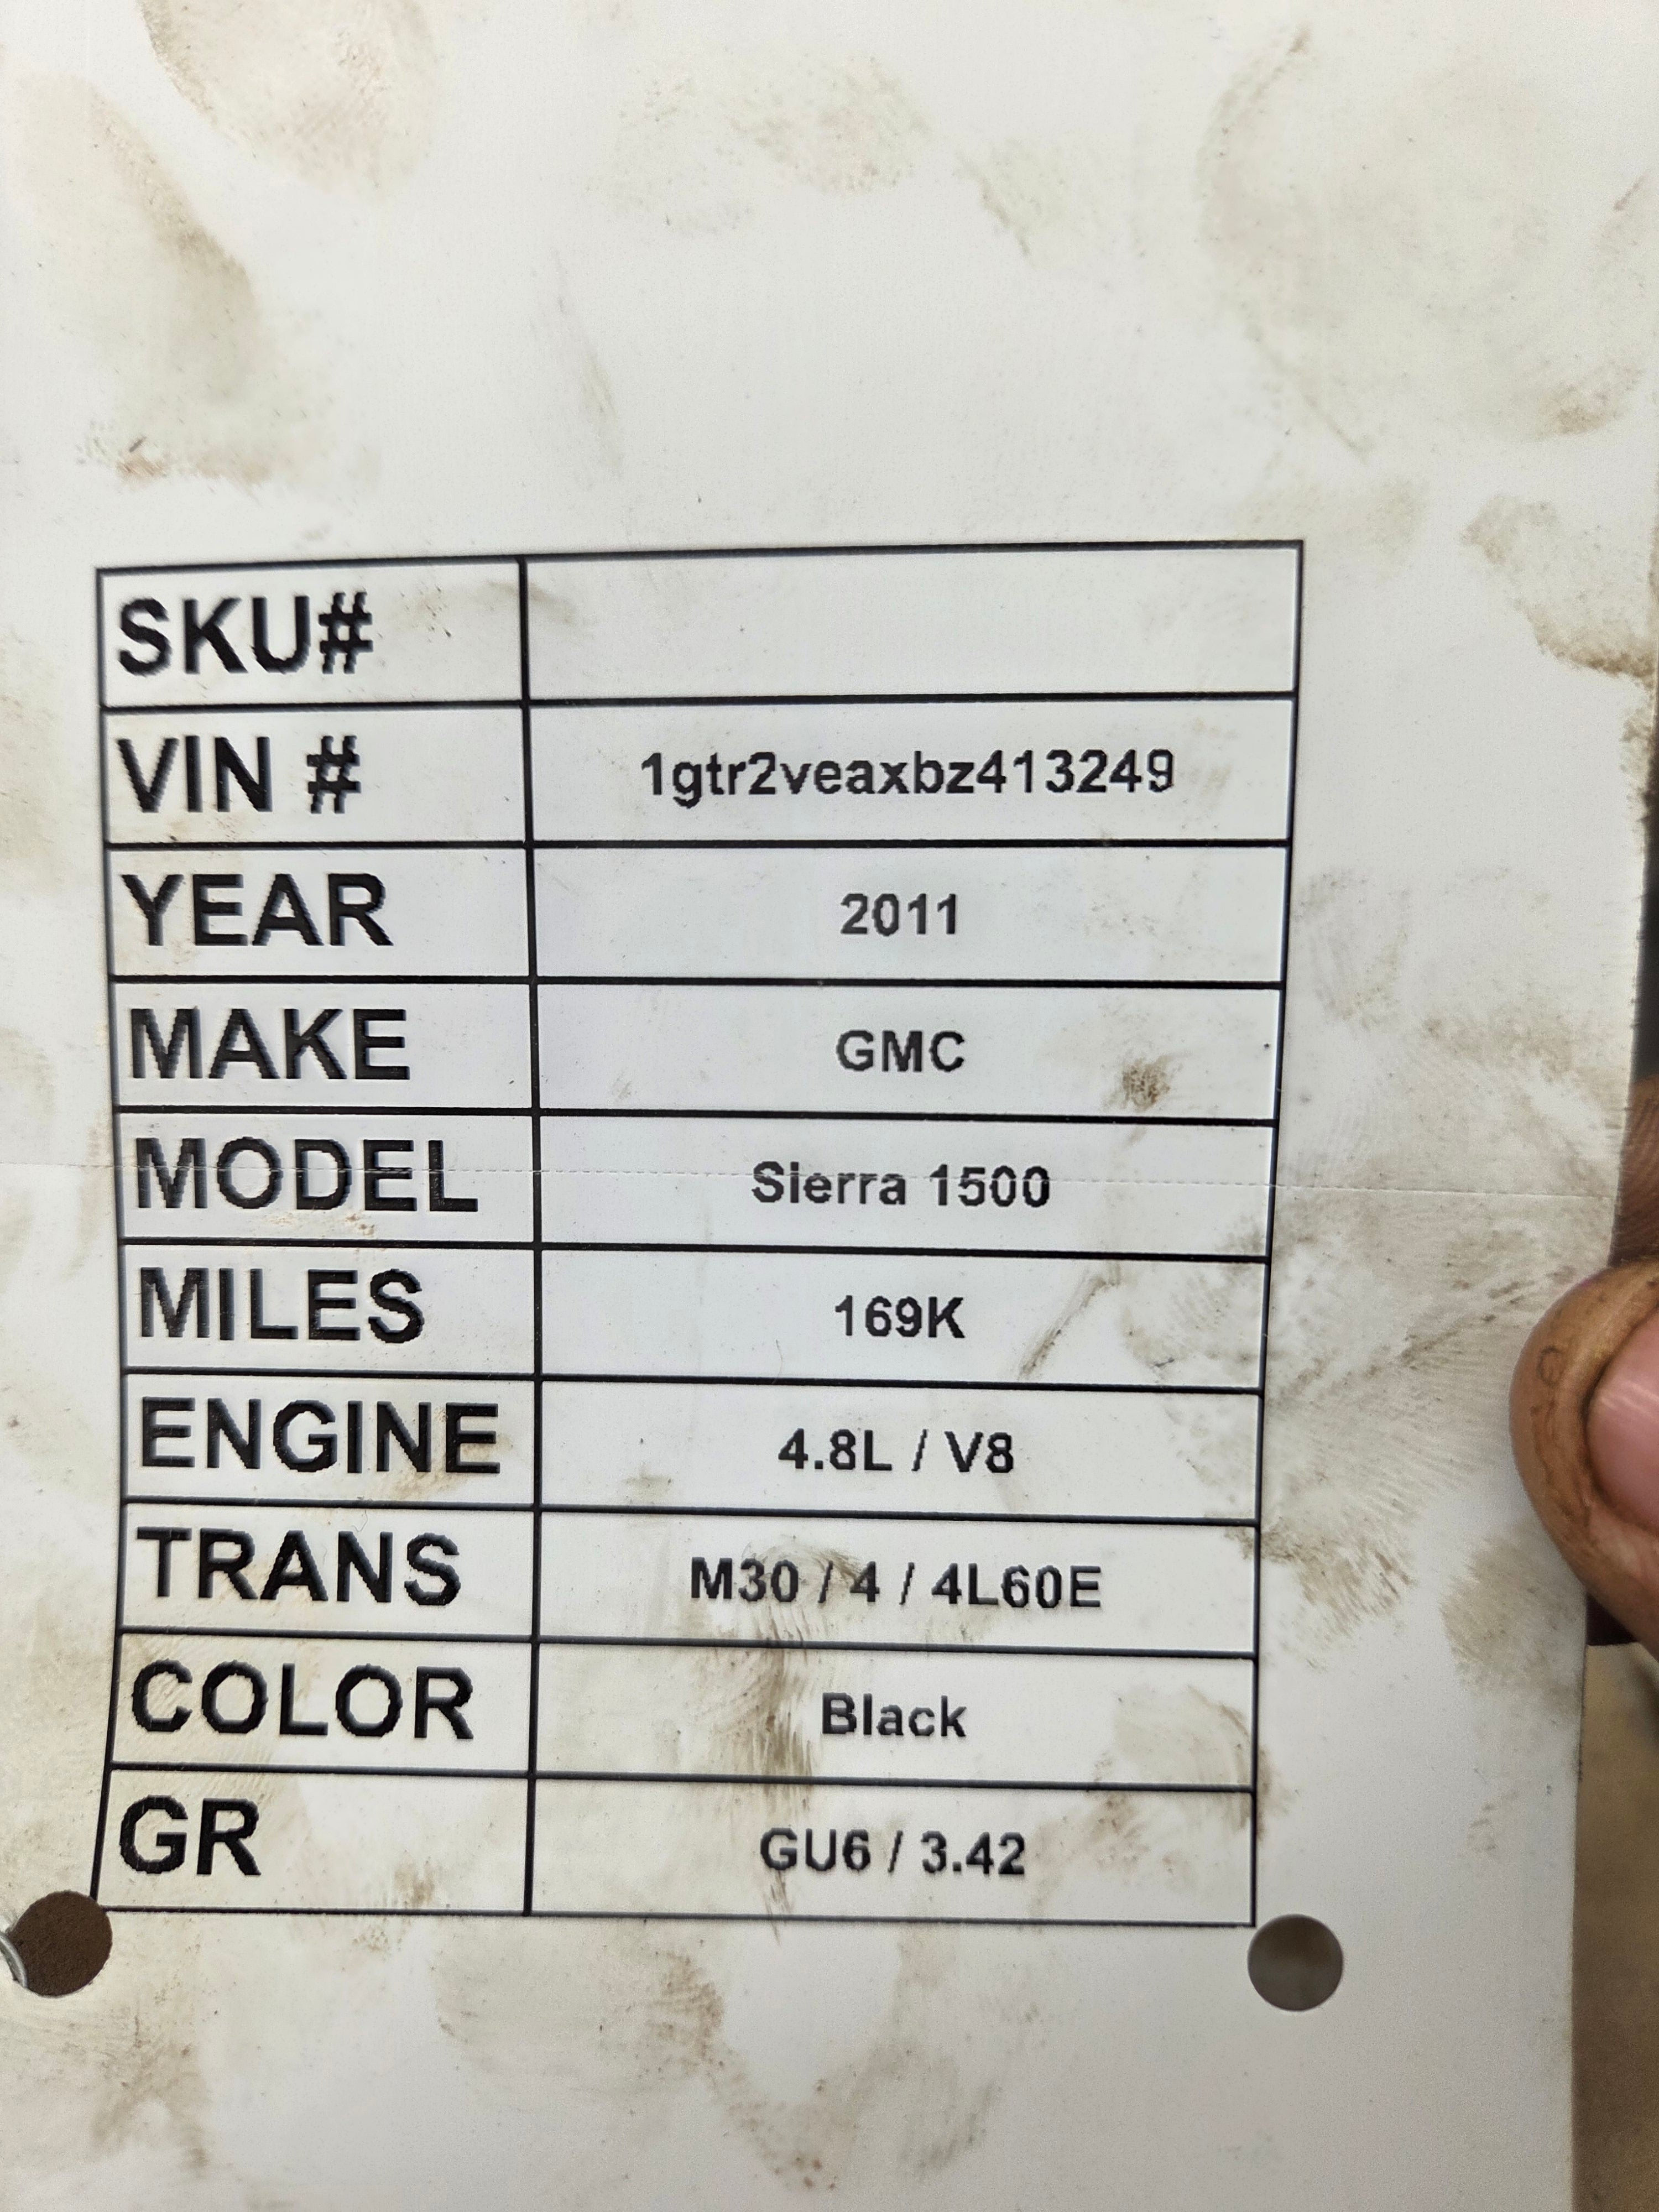 SKU#
VIN # 1gtr2veaxbz413249
YEAR 2011
MAKE GMC
MODEL Sierra 1500
MILES 169K
ENGINE 4.8L / V8
TRANS M30 / 4 / 4L60E
COLOR Black
GR GU6 / 3.42